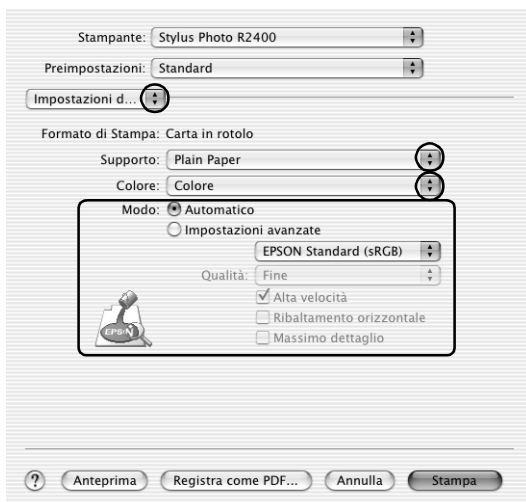 Stampante: Stylus Photo R2400
Preimpostazioni: Standard
Impostazioni d...
Formato di Stampa: Carta in rotolo
Supporto: Plain Paper
Colore: Colore
Modo: Automatico
Impostazioni avanzate
EPSON Standard (sRGB)
Qualità: Fine
Alta velocità
Ribaltamento orizzontale
Massimo dettaglio
EPSON
? Anteprima Registra come PDF... Annulla Stampa